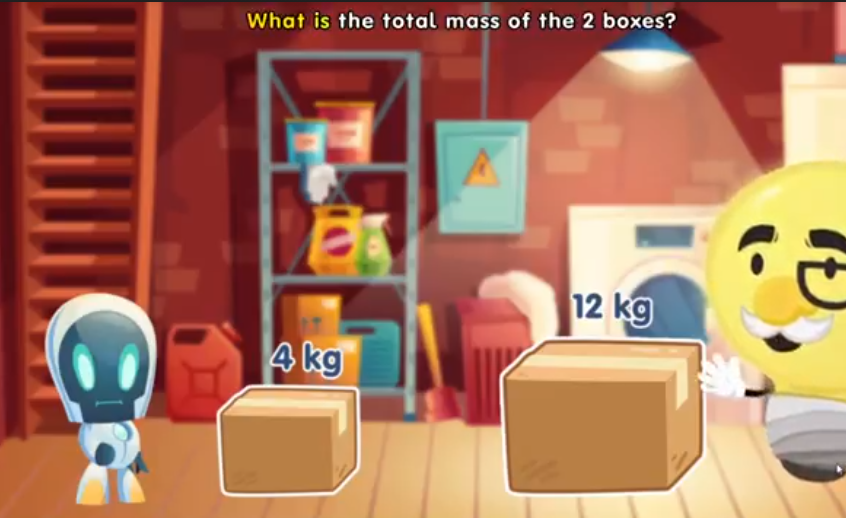 What is the total mass of the 2 boxes?
12 kg
4 kg